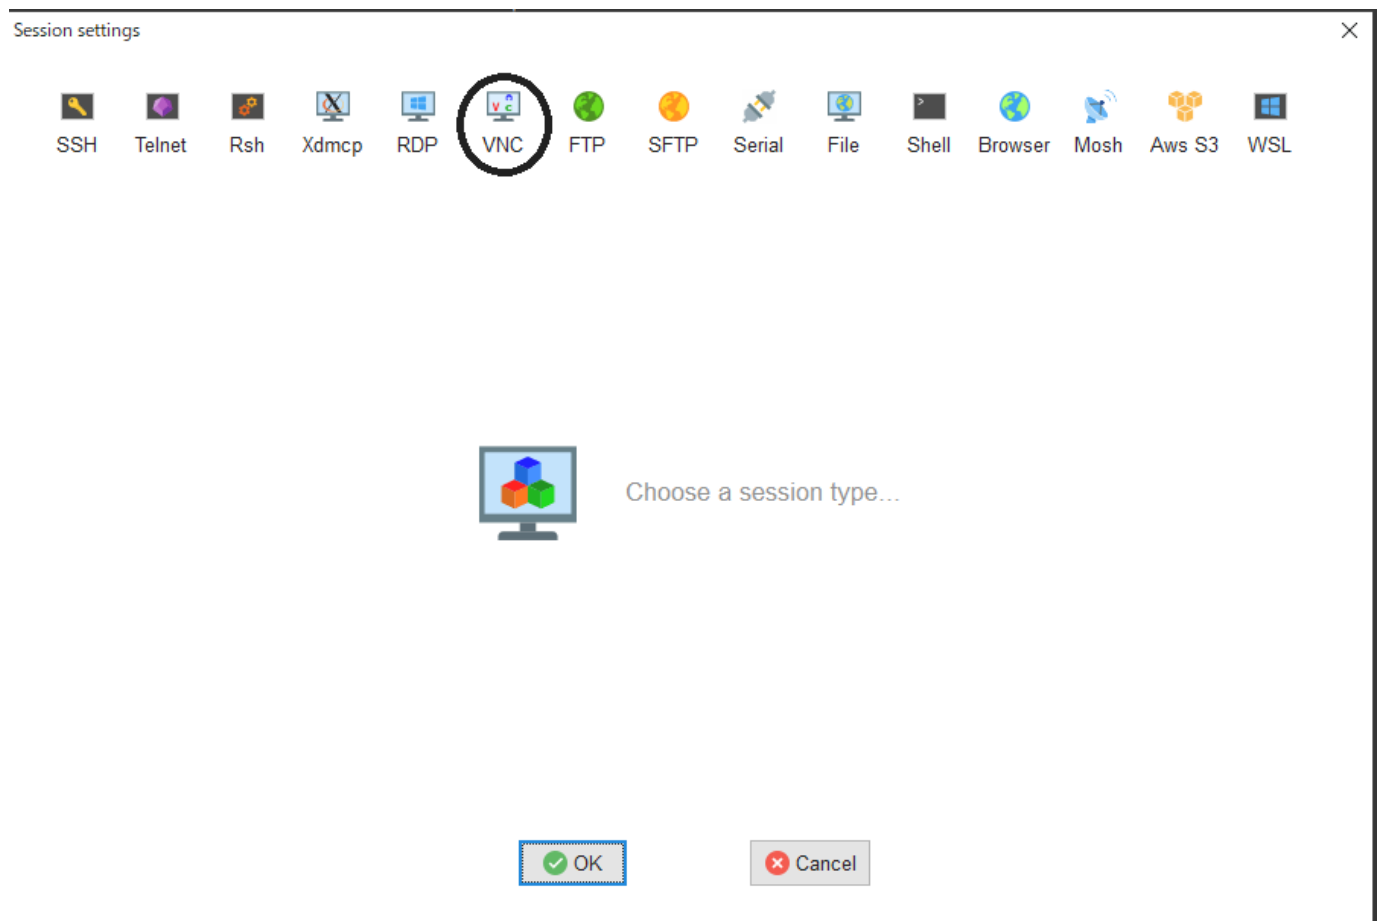 Session settings
SSH Telnet Rsh Xdmcp RDP VNC FTP SFTP Serial File Shell Browser Mosh Aws S3 WSL
Choose a session type...
OK Cancel